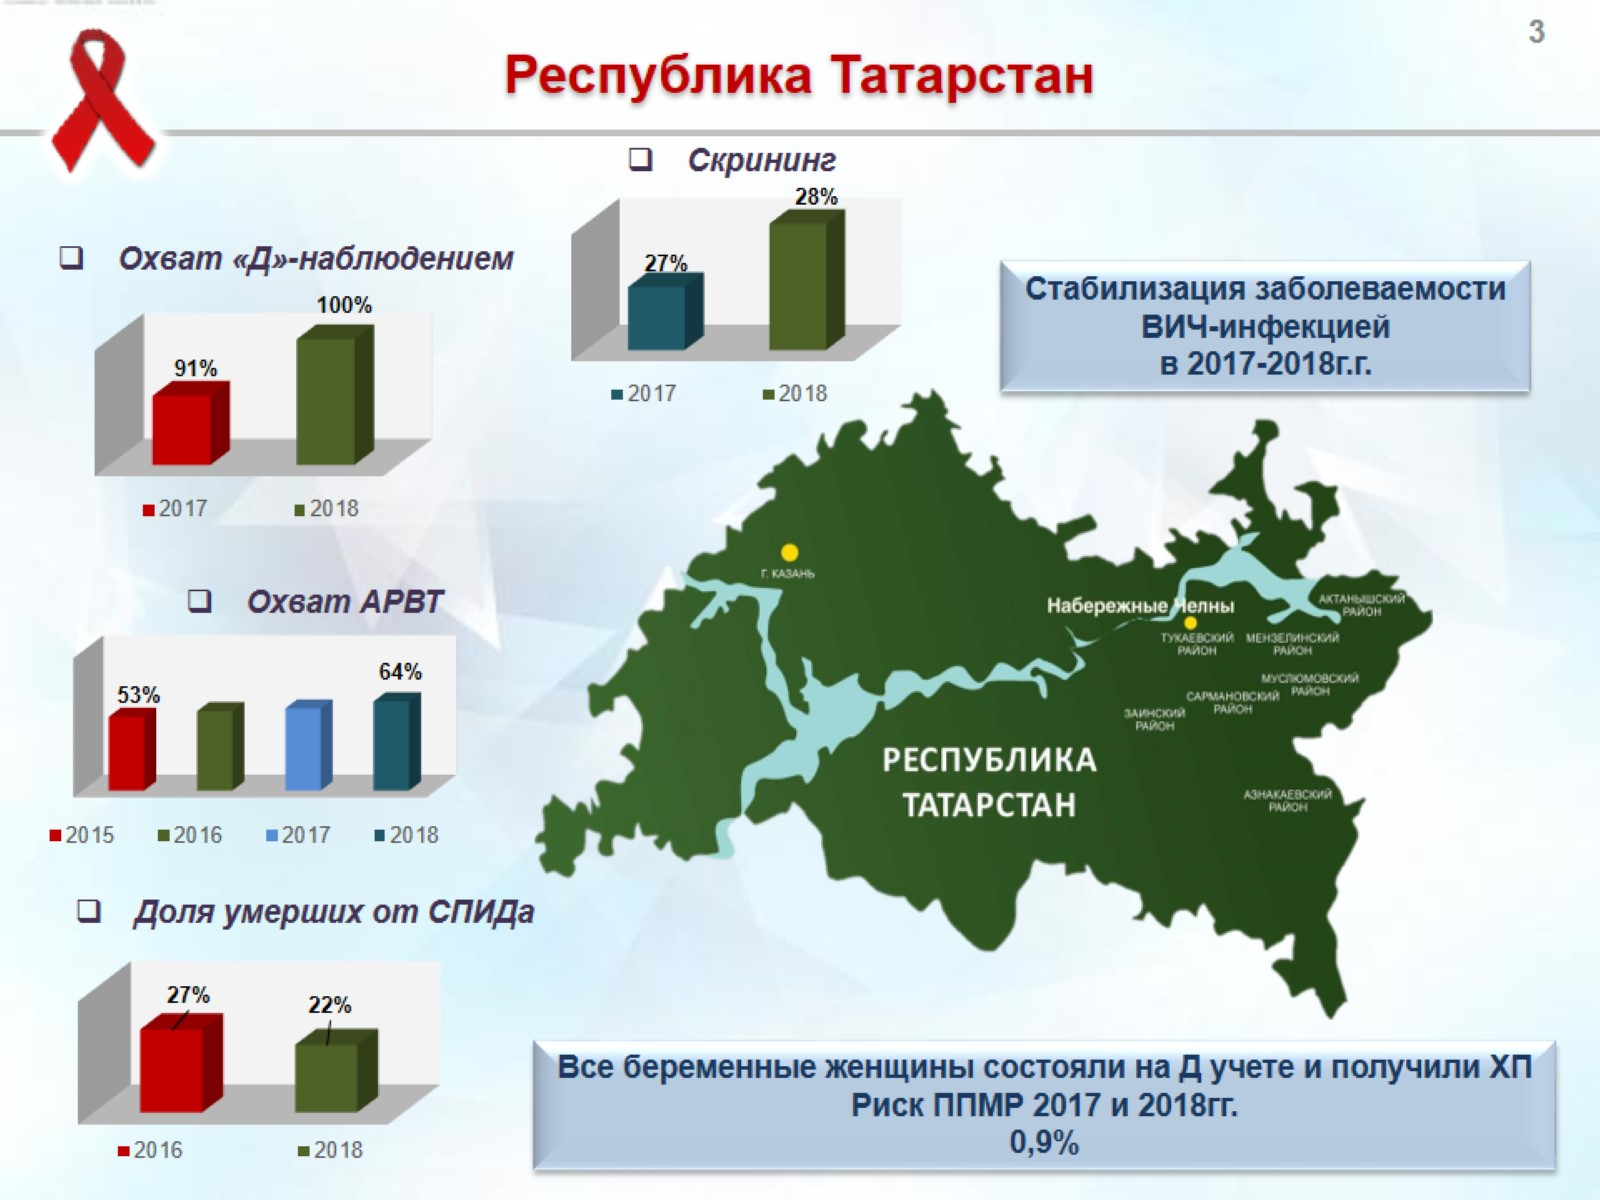 3
Республика Татарстан
Скрининг
28%
27%
2017
2018
Охват «Д»-наблюдением
100%
91%
2017
2018
Стабилизация заболеваемости
ВИЧ-инфекцией
в 2017-2018г.г.
Охват АРВТ
53%
64%
2015
2016
2017
2018
Г. КАЗАНЬ
Набережные Челны
АКТАНЫШСКИЙ
РАЙОН
ТУКАЕВСКИЙ
РАЙОН
МЕНЗЕЛИНСКИЙ
РАЙОН
МУСЛЮМОВСКИЙ
РАЙОН
САРМАНОВСКИЙ
РАЙОН
ЗАИНСКИЙ
РАЙОН
РЕСПУБЛИКА
ТАТАРСТАН
АЗНАКАЕВСКИЙ
РАЙОН
Доля умерших от СПИДа
27%
22%
2016
2018
Все беременные женщины состояли на Д учете и получили ХП
Риск ППМР 2017 и 2018гг.
0,9%